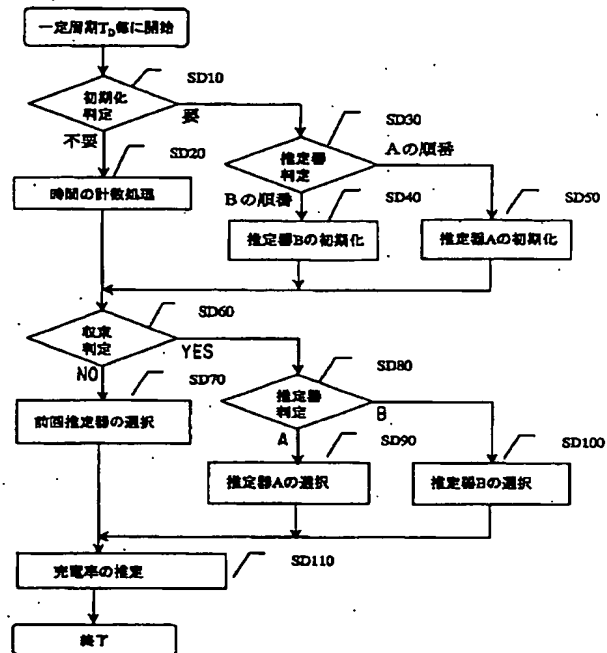 一定周期TD毎に開始
SD10
初期化
判定
要
不要
SD20
時間の計数処理
SD30
推定器
判定
Aの順番
Bの順番
SD40
推定器Bの初期化
SD50
推定器Aの初期化
SD60
収束
判定
YES
NO
SD70
前回推定器の選択
SD80
推定器
判定
A
B
SD90
推定器Aの選択
SD100
推定器Bの選択
SD110
充電率の推定
終了